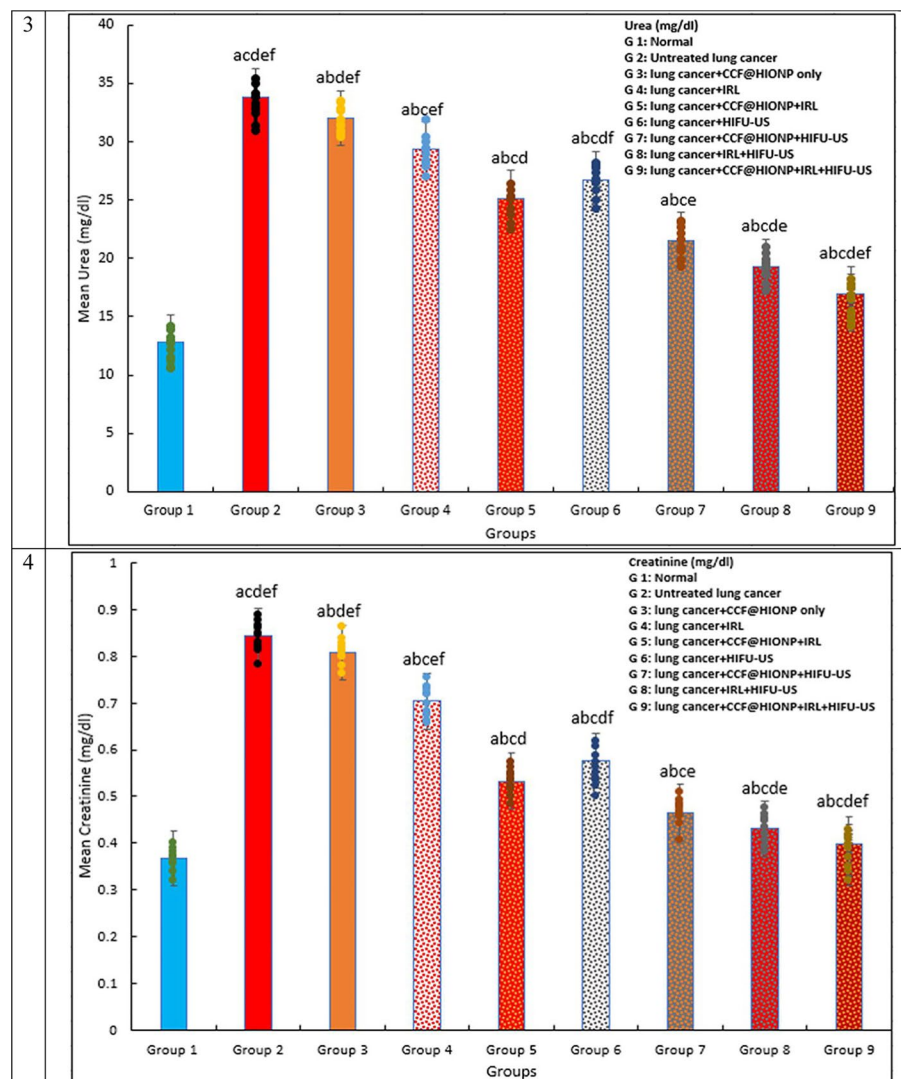 3
Urea (mg/dl)
G 1: Normal
G 2: Untreated lung cancer
G 3: lung cancer+CCF@HIONP only
G 4: lung cancer+IRL
G 5: lung cancer+CCF@HIONP+IRL
G 6: lung cancer+HIFU-US
G 7: lung cancer+CCF@HIONP+HIFU-US
G 8: lung cancer+IRL+HIFU-US
G 9: lung cancer+CCF@HIONP+IRL+HIFU-US
acdef abdef abcef abcd abcdf abce abcde abcdef
Mean Urea (mg/dl)
40
35
30
25
20
15
10
5
0
Group 1 Group 2 Group 3 Group 4 Group 5 Group 6 Group 7 Group 8 Group 9
Groups
4
Creatinine (mg/dl)
G 1: Normal
G 2: Untreated lung cancer
G 3: lung cancer+CCF@HIONP only
G 4: lung cancer+IRL
G 5: lung cancer+CCF@HIONP+IRL
G 6: lung cancer+HIFU-US
G 7: lung cancer+CCF@HIONP+HIFU-US
G 8: lung cancer+IRL+HIFU-US
G 9: lung cancer+CCF@HIONP+IRL+HIFU-US
acdef abdef abcef abcd abcdf abce abcde abcdef
Mean Creatinine (mg/dl)
1
0.9
0.8
0.7
0.6
0.5
0.4
0.3
0.2
0.1
0
Group 1 Group 2 Group 3 Group 4 Group 5 Group 6 Group 7 Group 8 Group 9
Groups